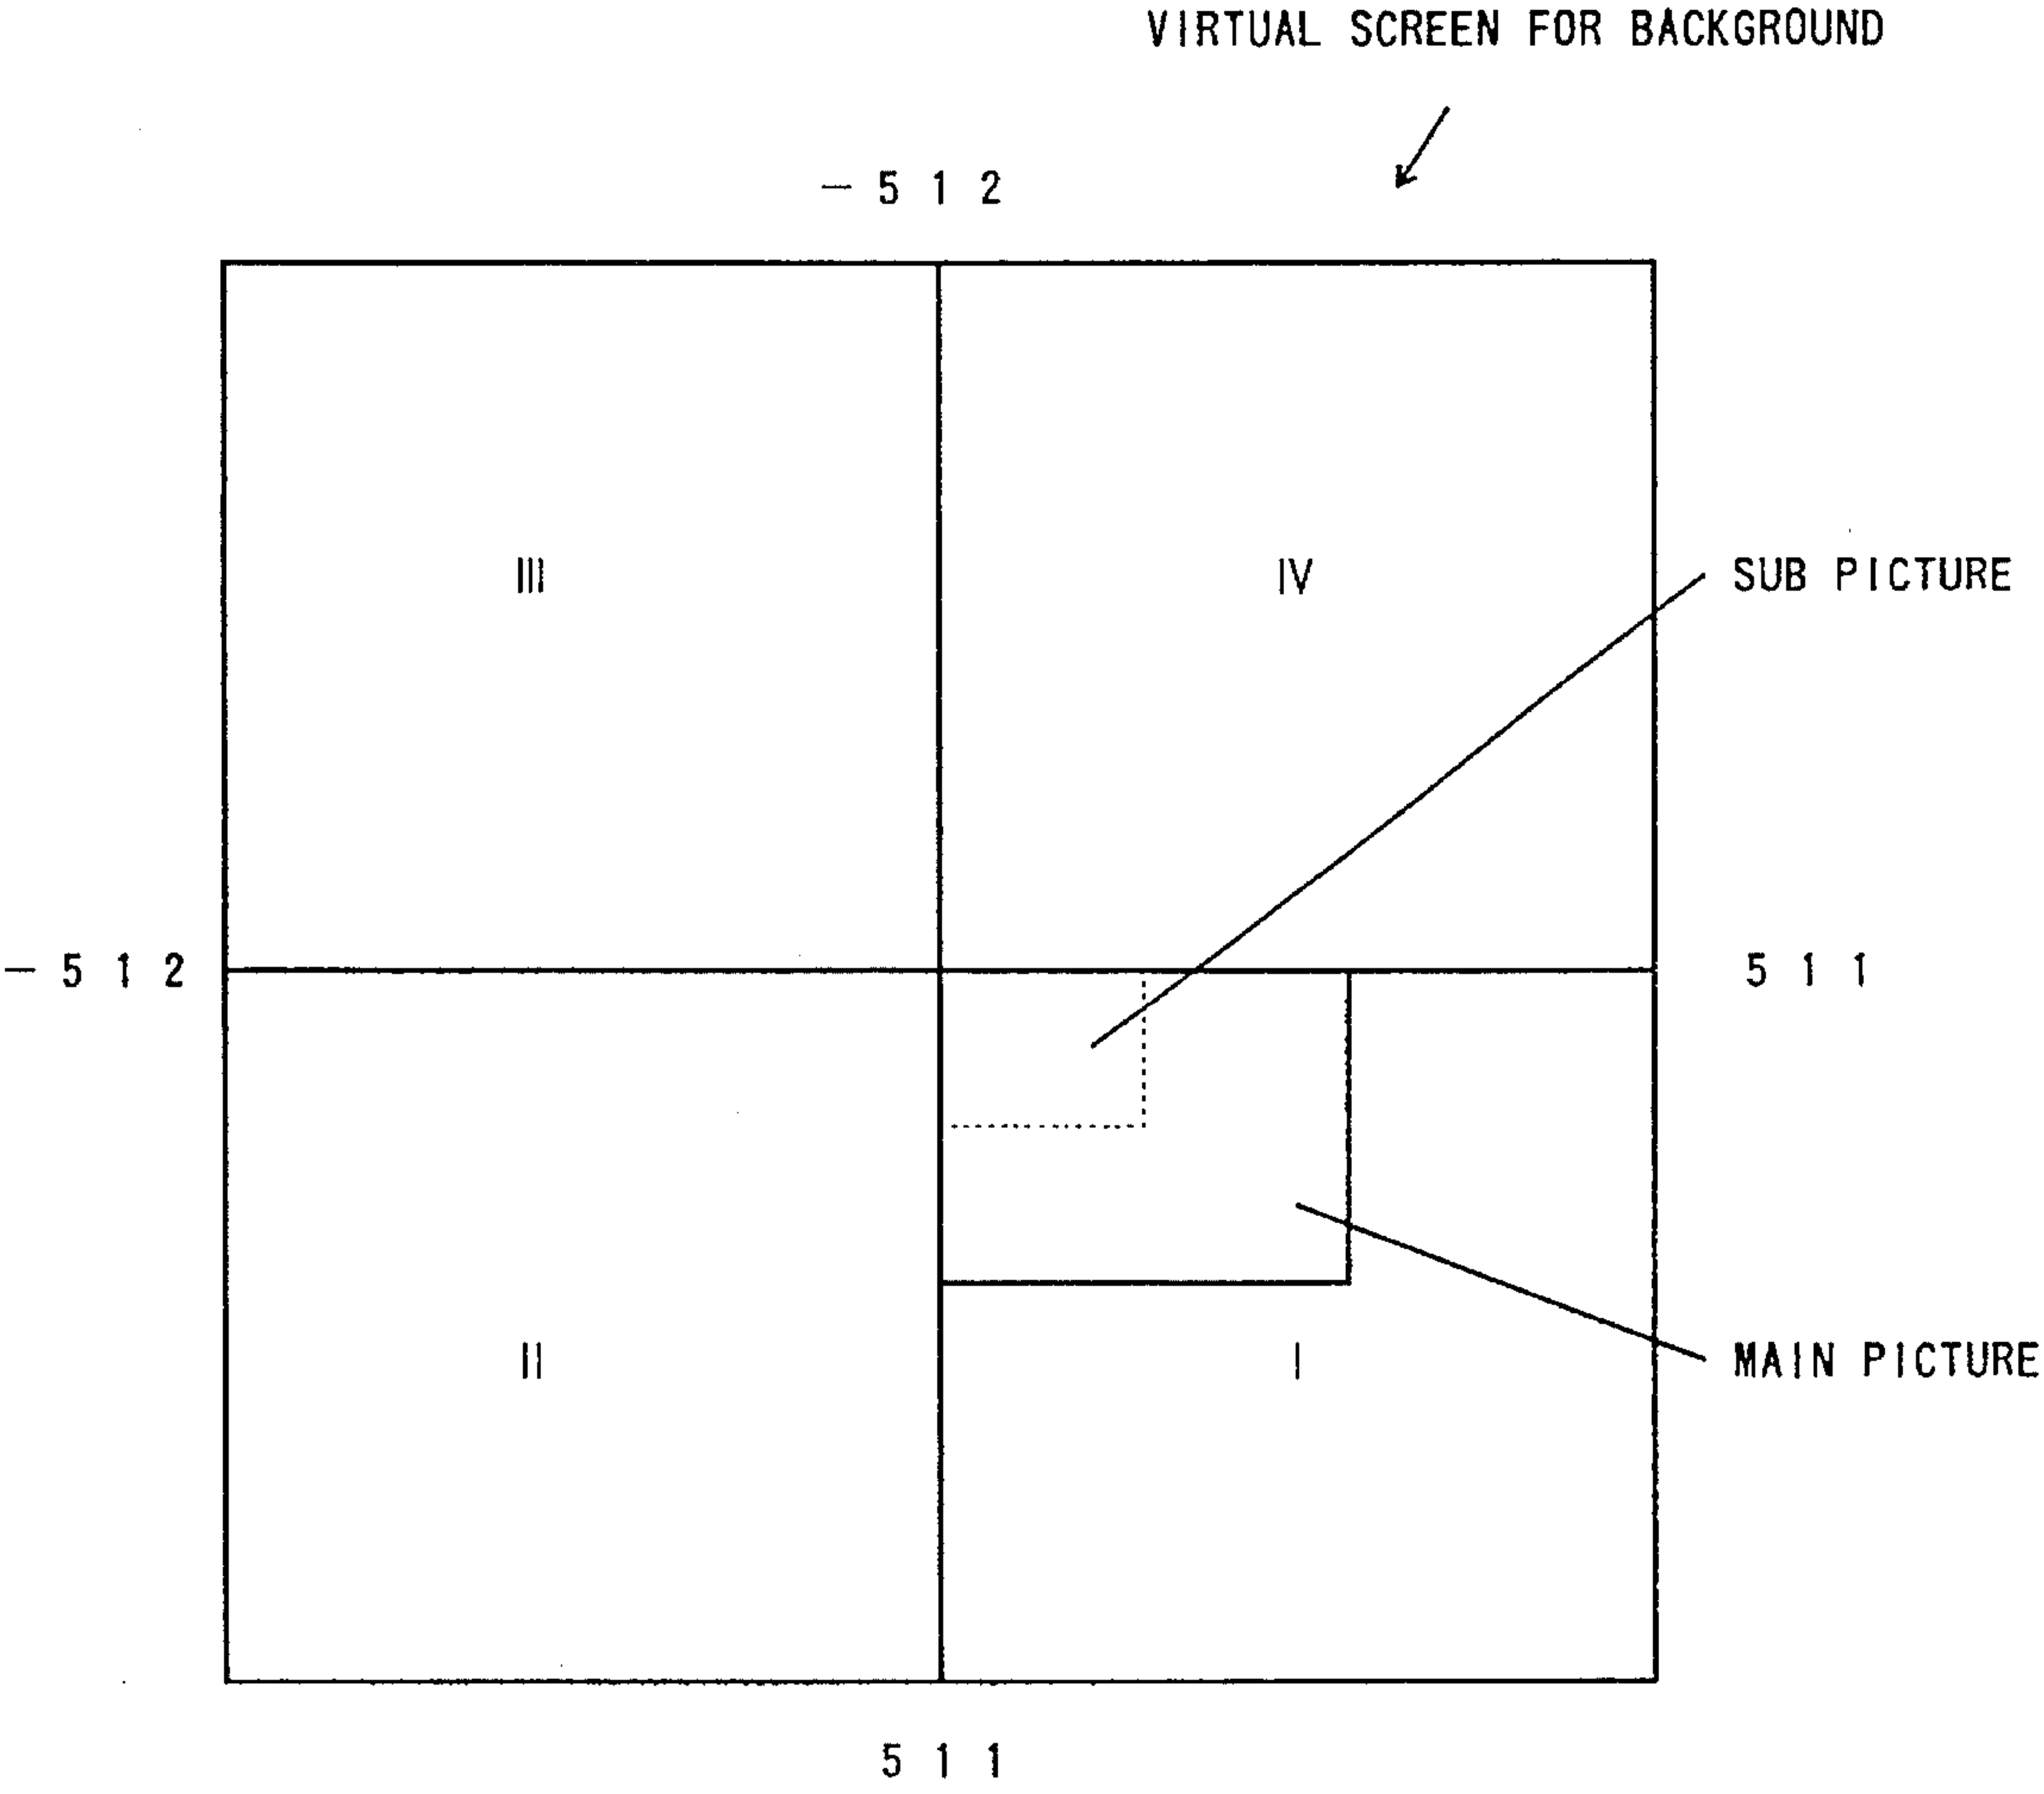 VIRTUAL SCREEN FOR BACKGROUND
−512
III
IV
SUB PICTURE
−512
511
II
I
MAIN PICTURE
511